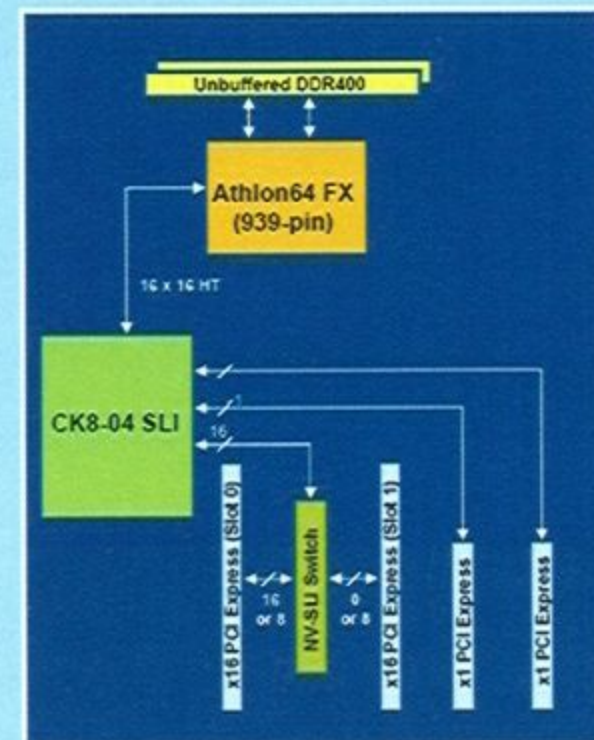 Unbuffered DDR400
Athlon64 FX
(939-pin)
16 x 16 HT
CK8-04 SLI
1
16
x16 PCI Express (Slot 0)
16
or 8
NV-SLI Switch
0
or 8
x16 PCI Express (Slot 1)
x1 PCI Express
x1 PCI Express